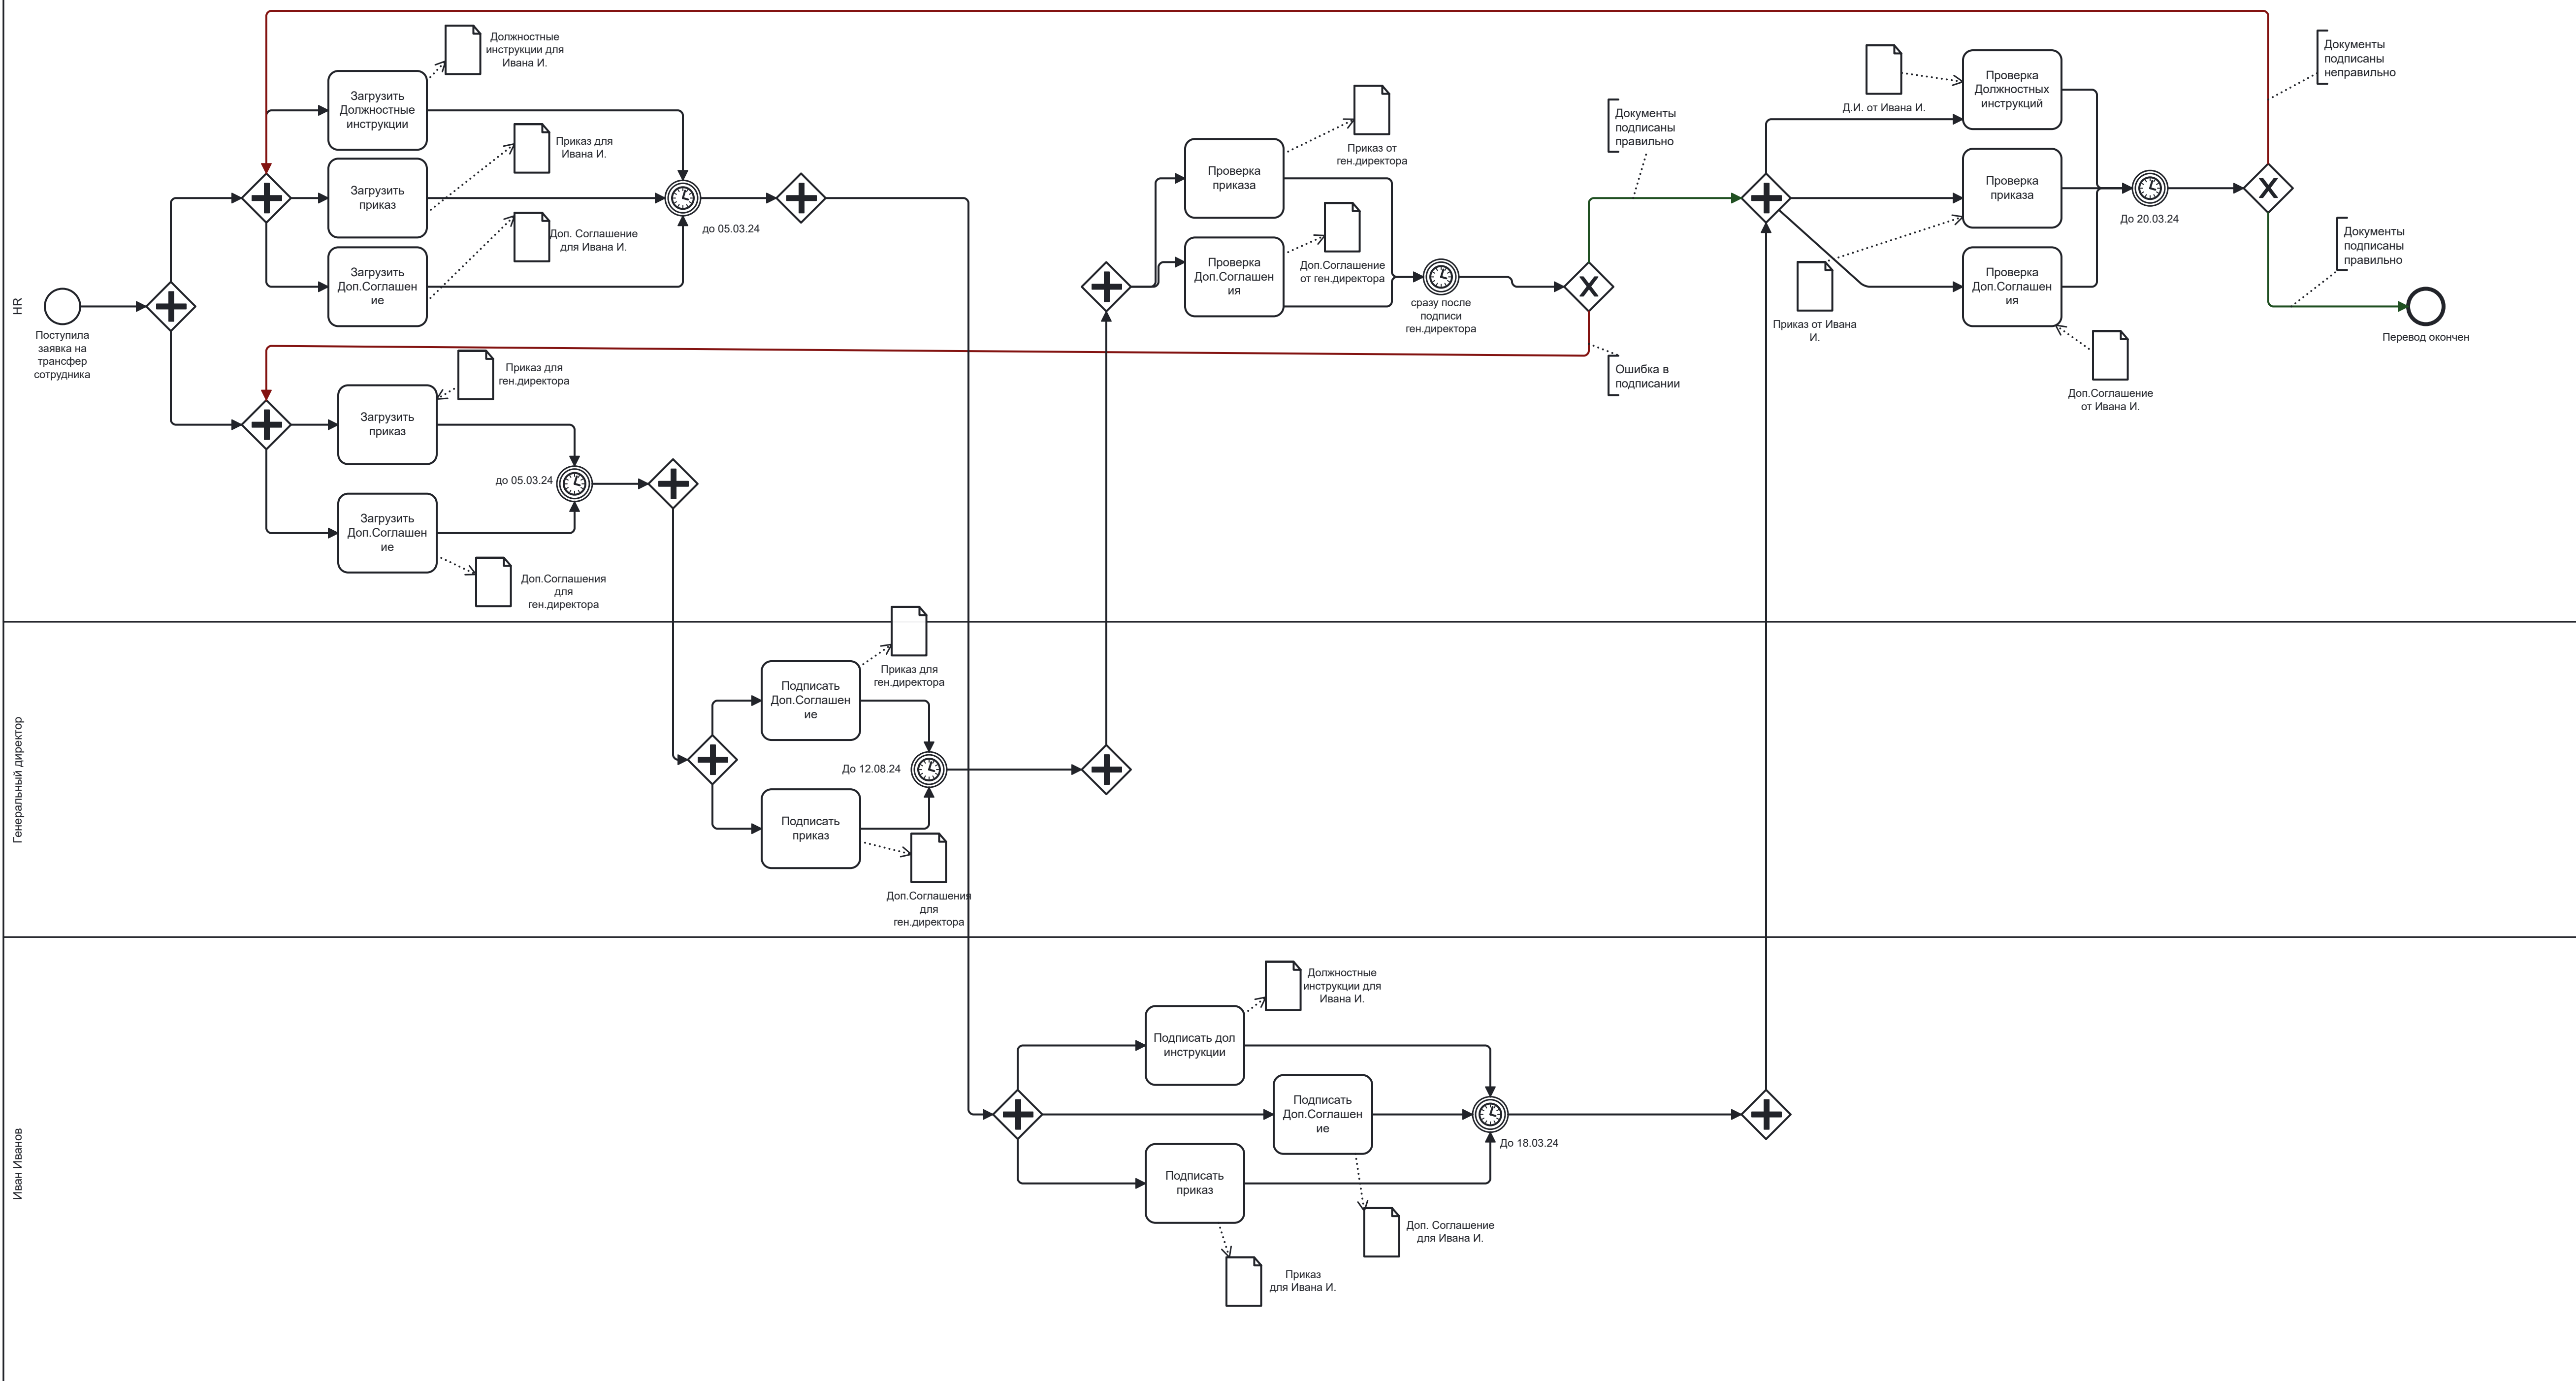 HR
Поступила
заявка на
трансфер
сотрудника
Загрузить
Должностные
инструкции
Должностные
инструкции для
Ивана И.
Загрузить
приказ
Приказ для
Ивана И.
Загрузить
Доп.Соглашен
ие
Доп. Соглашение
для Ивана И.
до 05.03.24
Загрузить
приказ
Приказ для
ген.директора
Загрузить
Доп.Соглашен
ие
Доп.Соглашения
для
ген.директора
до 05.03.24
Проверка
приказа
Приказ от
ген.директора
Проверка
Доп.Соглашен
ия
Доп.Соглашение
от ген.директора
сразу после
подписи
ген.директора
Документы
подписаны
правильно
Ошибка в
подписании
Д.И. от Ивана И.
Проверка
Должностных
инструкций
Проверка
приказа
Приказ от Ивана
И.
Проверка
Доп.Соглашен
ия
Доп.Соглашение
от Ивана И.
До 20.03.24
Документы
подписаны
неправильно
Документы
подписаны
правильно
Перевод окончен
Генеральный директор
Подписать
Доп.Соглашен
ие
Приказ для
ген.директора
До 12.08.24
Подписать
приказ
Доп.Соглашения
для
ген.директора
Иван Иванов
Подписать дол
инструкции
Должностные
инструкции для
Ивана И.
Подписать
Доп.Соглашен
ие
Доп. Соглашение
для Ивана И.
Подписать
приказ
Приказ
для Ивана И.
До 18.03.24